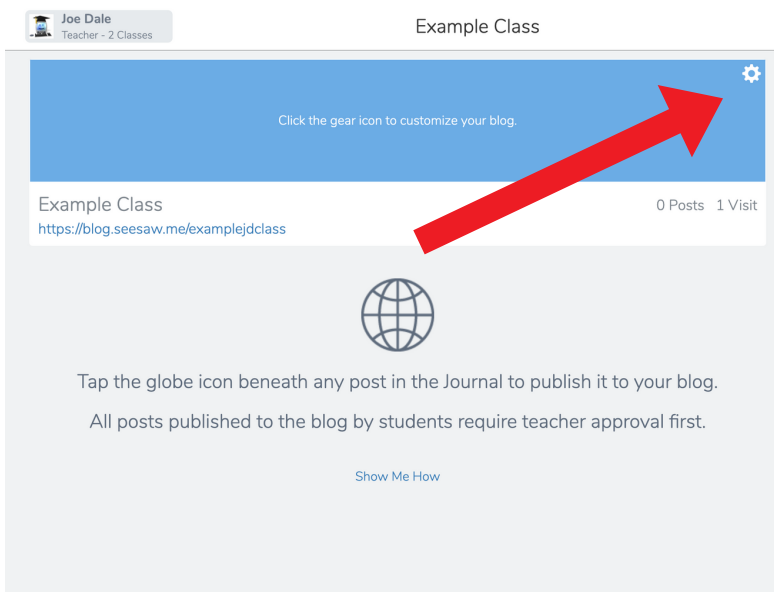 Joe Dale
Teacher - 2 Classes
Example Class
Click the gear icon to customize your blog.
Example Class
0 Posts 1 Visit
https://blog.seesaw.me/examplejdclass
Tap the globe icon beneath any post in the Journal to publish it to your blog.
All posts published to the blog by students require teacher approval first.
Show Me How